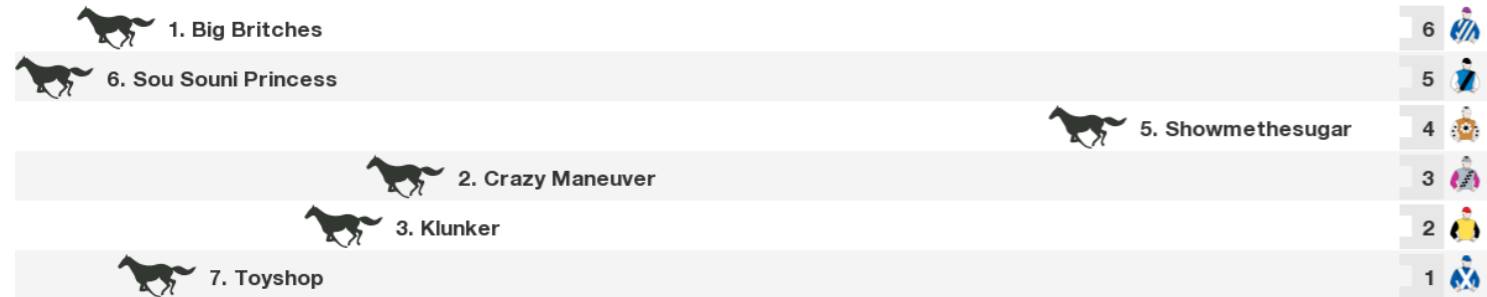 1. Big Britches 6
6. Sou Souni Princess 5
5. Showmethesugar 4
2. Crazy Maneuver 3
3. Klunker 2
7. Toyshop 1